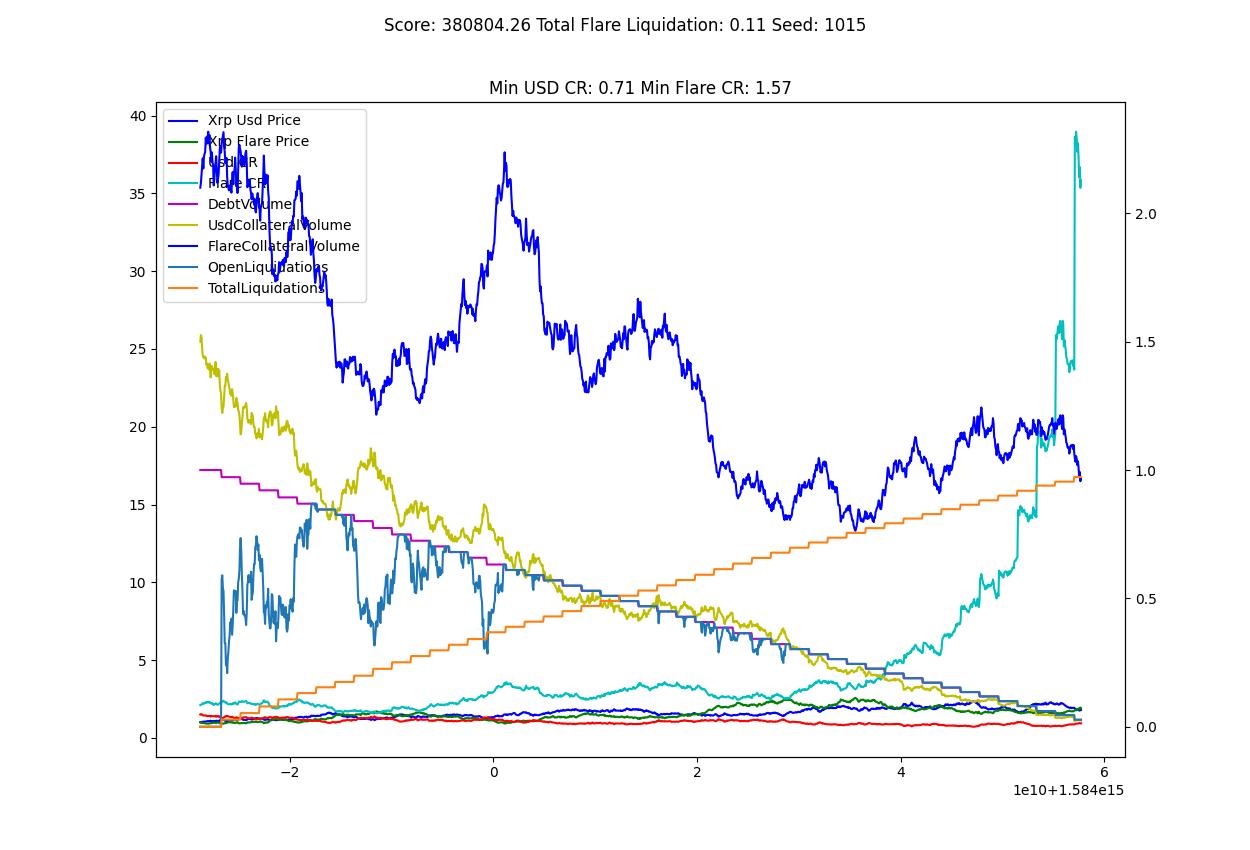 Score: 380804.26 Total Flare Liquidation: 0.11 Seed: 1015
Min USD CR: 0.71 Min Flare CR: 1.57
40
35
30
25
20
15
10
5
0
Xrp Usd Price
Xrp Flare Price
Usd CR
Flare CR
DebtVolume
UsdCollateralVolume
FlareCollateralVolume
OpenLiquidations
TotalLiquidations
2.0
1.5
1.0
0.5
0.0
−2 0 2 4 6
1e10+1.584e15